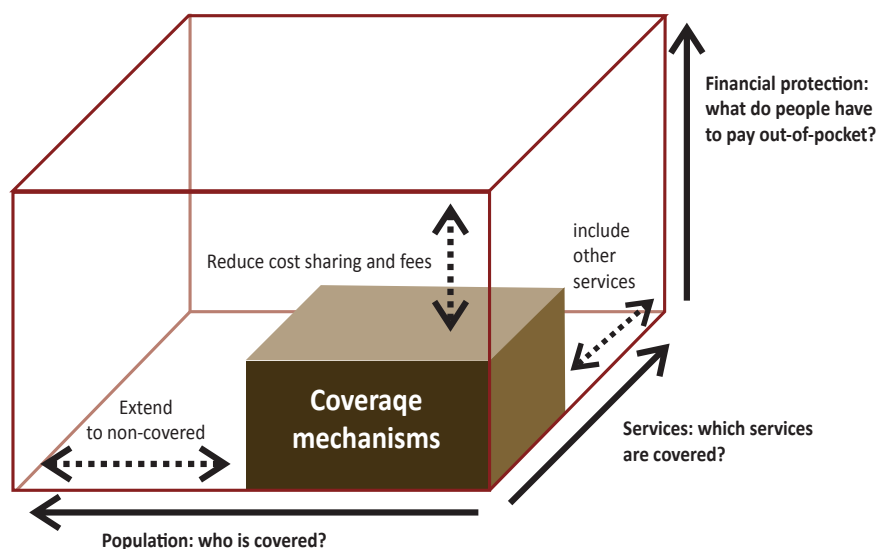 Financial protection:
what do people have
to pay out-of-pocket?
include
other
services
Reduce cost sharing and fees
Extend
to non-covered
Coveraqe
mechanisms
Services: which services
are covered?
Population: who is covered?